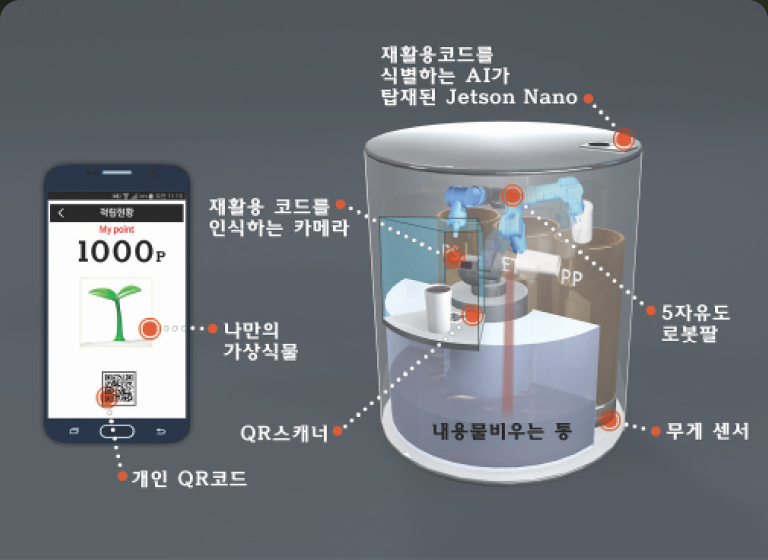 재활용코드를
식별하는 AI가
탑재된 Jetson Nano
적립현황
My point
1000P
재활용 코드를
인식하는 카메라
PP
나만의
가상식물
5자유도
로봇팔
QR스캐너
내용물비우는 통
무게 센서
개인 QR코드